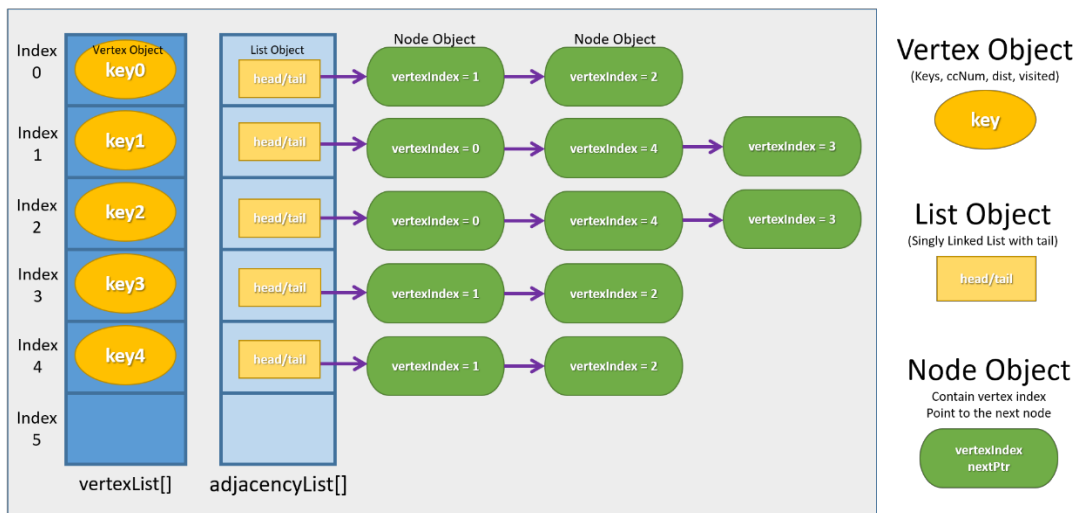 Index
0
Vertex Object
key0
List Object
head/tail
Node Object
vertexIndex = 1
Node Object
vertexIndex = 2
Index
1
key1
head/tail
vertexIndex = 0
vertexIndex = 4
vertexIndex = 3
Index
2
key2
head/tail
vertexIndex = 0
vertexIndex = 4
vertexIndex = 3
Index
3
key3
head/tail
vertexIndex = 1
vertexIndex = 2
Index
4
key4
head/tail
vertexIndex = 1
vertexIndex = 2
Index
5
vertexList[]
adjacencyList[]
Vertex Object
(Keys, ccNum, dist, visited)
key
List Object
(Singly Linked List with tail)
head/tail
Node Object
Contain vertex index
Point to the next node
vertexIndex
nextPtr